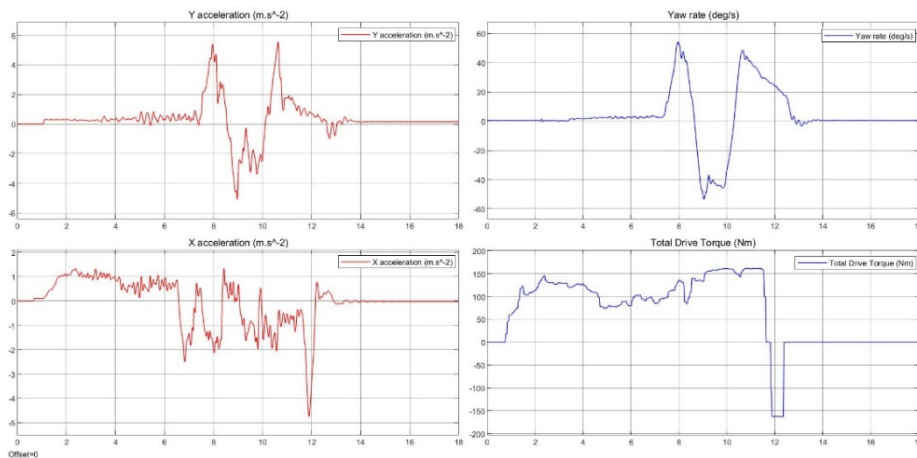 Y acceleration (m.s^-2)
Y acceleration (m.s^-2)
6
4
2
0
-2
-4
-6
0 2 4 6 8 10 12 14 16 18
Yaw rate (deg/s)
Yaw rate (deg/s)
60
40
20
0
-20
-40
-60
0 2 4 6 8 10 12 14 16 18
X acceleration (m.s^-2)
X acceleration (m.s^-2)
2
1
0
-1
-2
-3
-4
-5
0 2 4 6 8 10 12 14 16 18
Offset=0
Total Drive Torque (Nm)
Total Drive Torque (Nm)
200
150
100
50
0
-50
-100
-150
-200
0 2 4 6 8 10 12 14 16 18